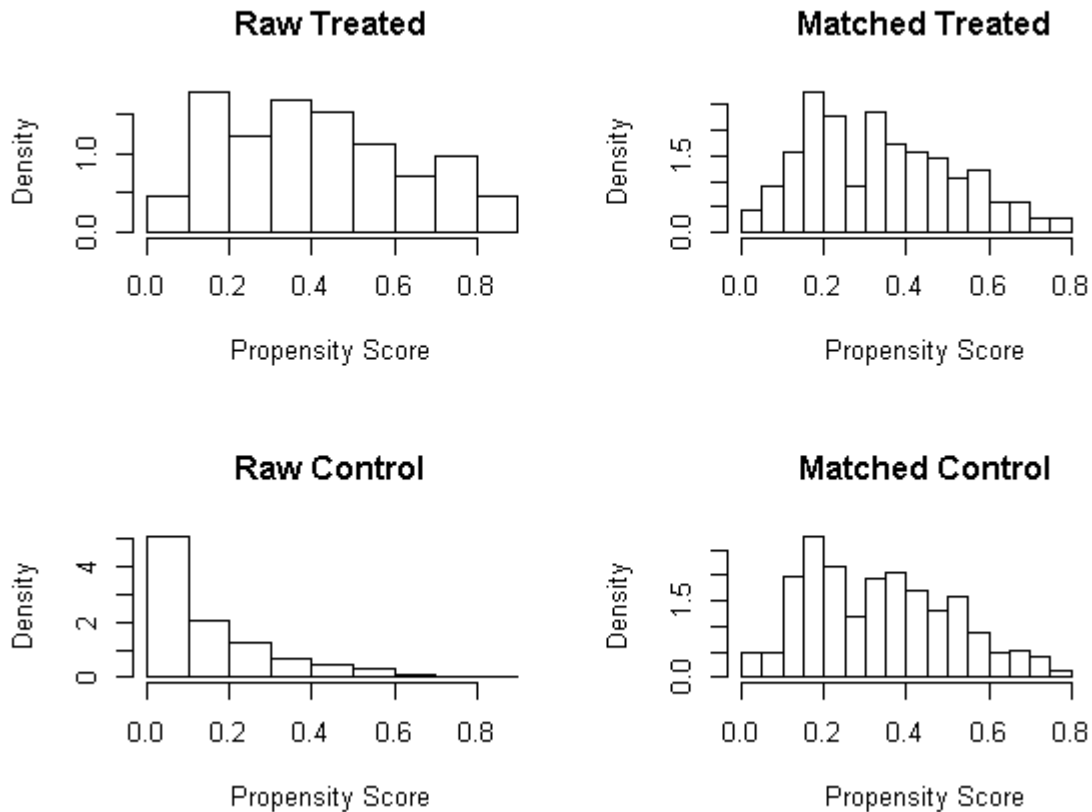 Raw Treated
Density
0.0 1.0
0.0 0.2 0.4 0.6 0.8
Propensity Score
Matched Treated
Density
0.0 1.5
0.0 0.2 0.4 0.6 0.8
Propensity Score
Raw Control
Density
0 2 4
0.0 0.2 0.4 0.6 0.8
Propensity Score
Matched Control
Density
0.0 1.5
0.0 0.2 0.4 0.6 0.8
Propensity Score